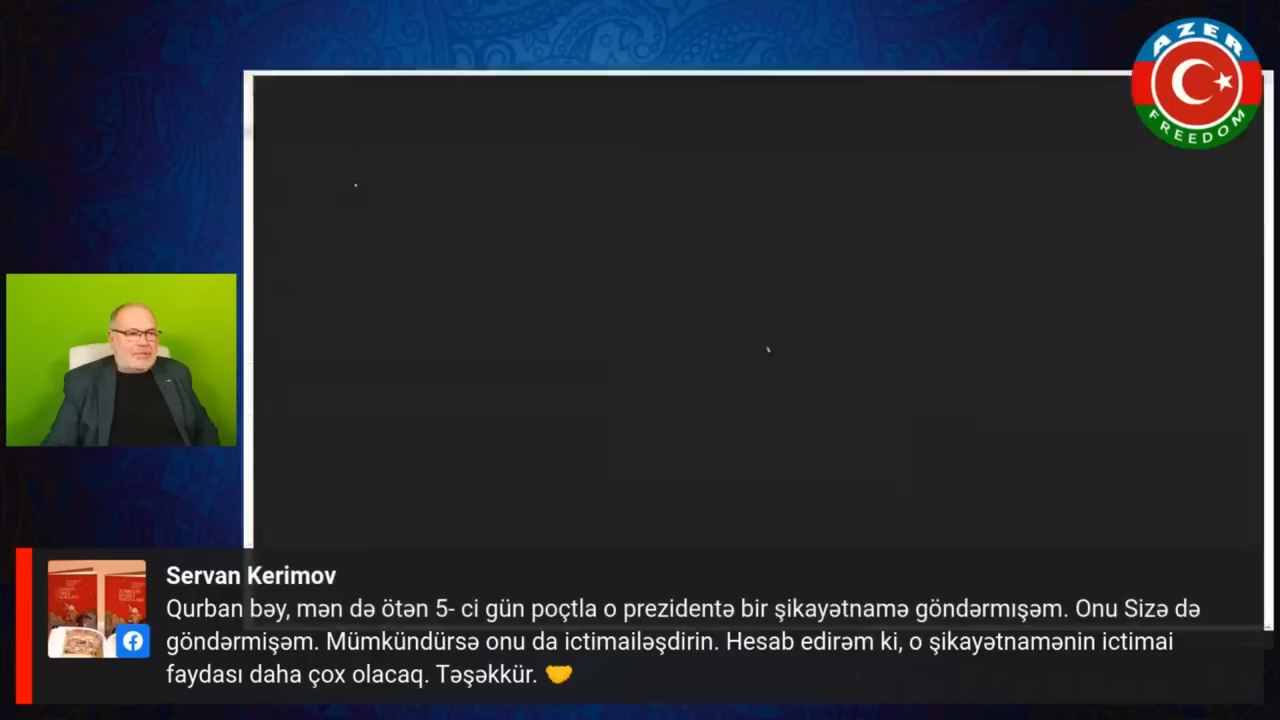 AZER
FREEDOM
Servan Kerimov
Qurban bəy, mən də ötən 5- ci gün poçtla o prezidentə bir şikayətnamə göndərmışəm. Onu Sizə də
göndərmişəm. Mümkündürsə onu da ictimailəşdirin. Hesab edirəm ki, o şikayətnamənin ictimai
faydası daha çox olacaq. Təşəkkür. 🤝